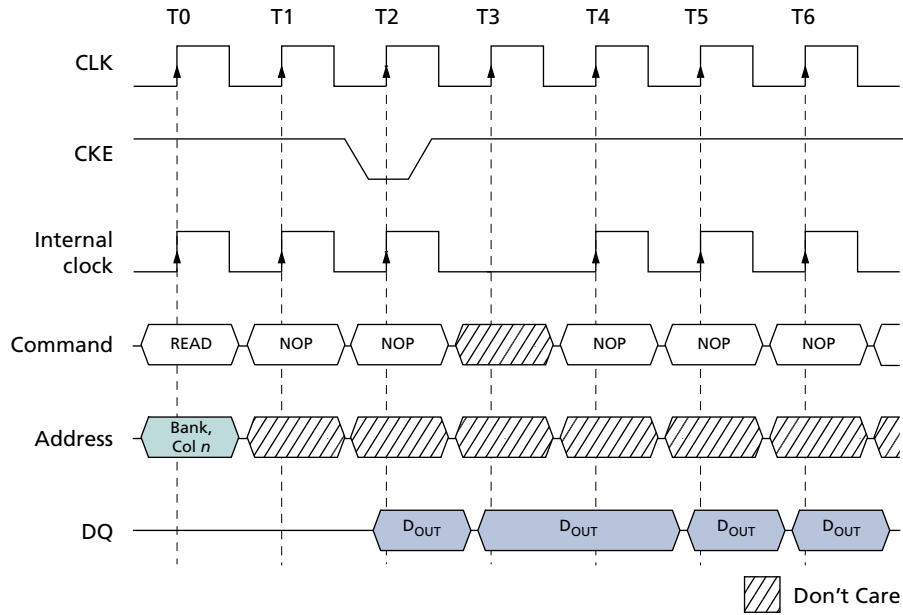 T0 T1 T2 T3 T4 T5 T6
CLK
CKE
Internal
clock
Command READ NOP NOP NOP NOP NOP
Address Bank,
Col n
DQ DOUT DOUT DOUT DOUT
Don't Care